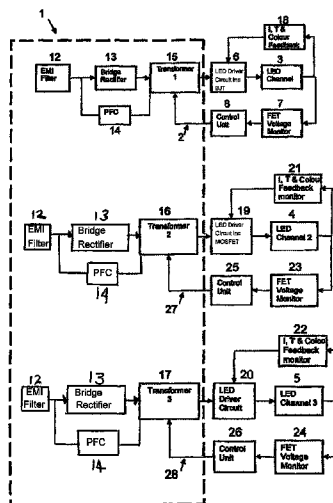 1
12
EMI
Filter
13
Bridge
Rectifier
PFC
14
15
Transformer
1
2
6
LED Driver
Circuit Inc
18
I, T & Colour
Feedback
3
LED
Channel
8
Control
Unit
7
FET
Voltage
Monitor
12
EMI
Filter
13
Bridge
Rectifier
PFC
14
16
Transformer
2
27
19
LED Driver
Circuit Inc
MOSFET
21
I, T & Colour
Feedback
monitor
4
LED Channel 2
25
Control
Unit
23
FET
Voltage
Monitor
12
EMI
Filter
13
Bridge
Rectifier
PFC
14
17
Transformer
3
28
20
LED
Driver
Circuit
22
I, T & Colour
Feedback
monitor
5
LED
Channel 3
26
Control
Unit
24
FET
Voltage
Monitor